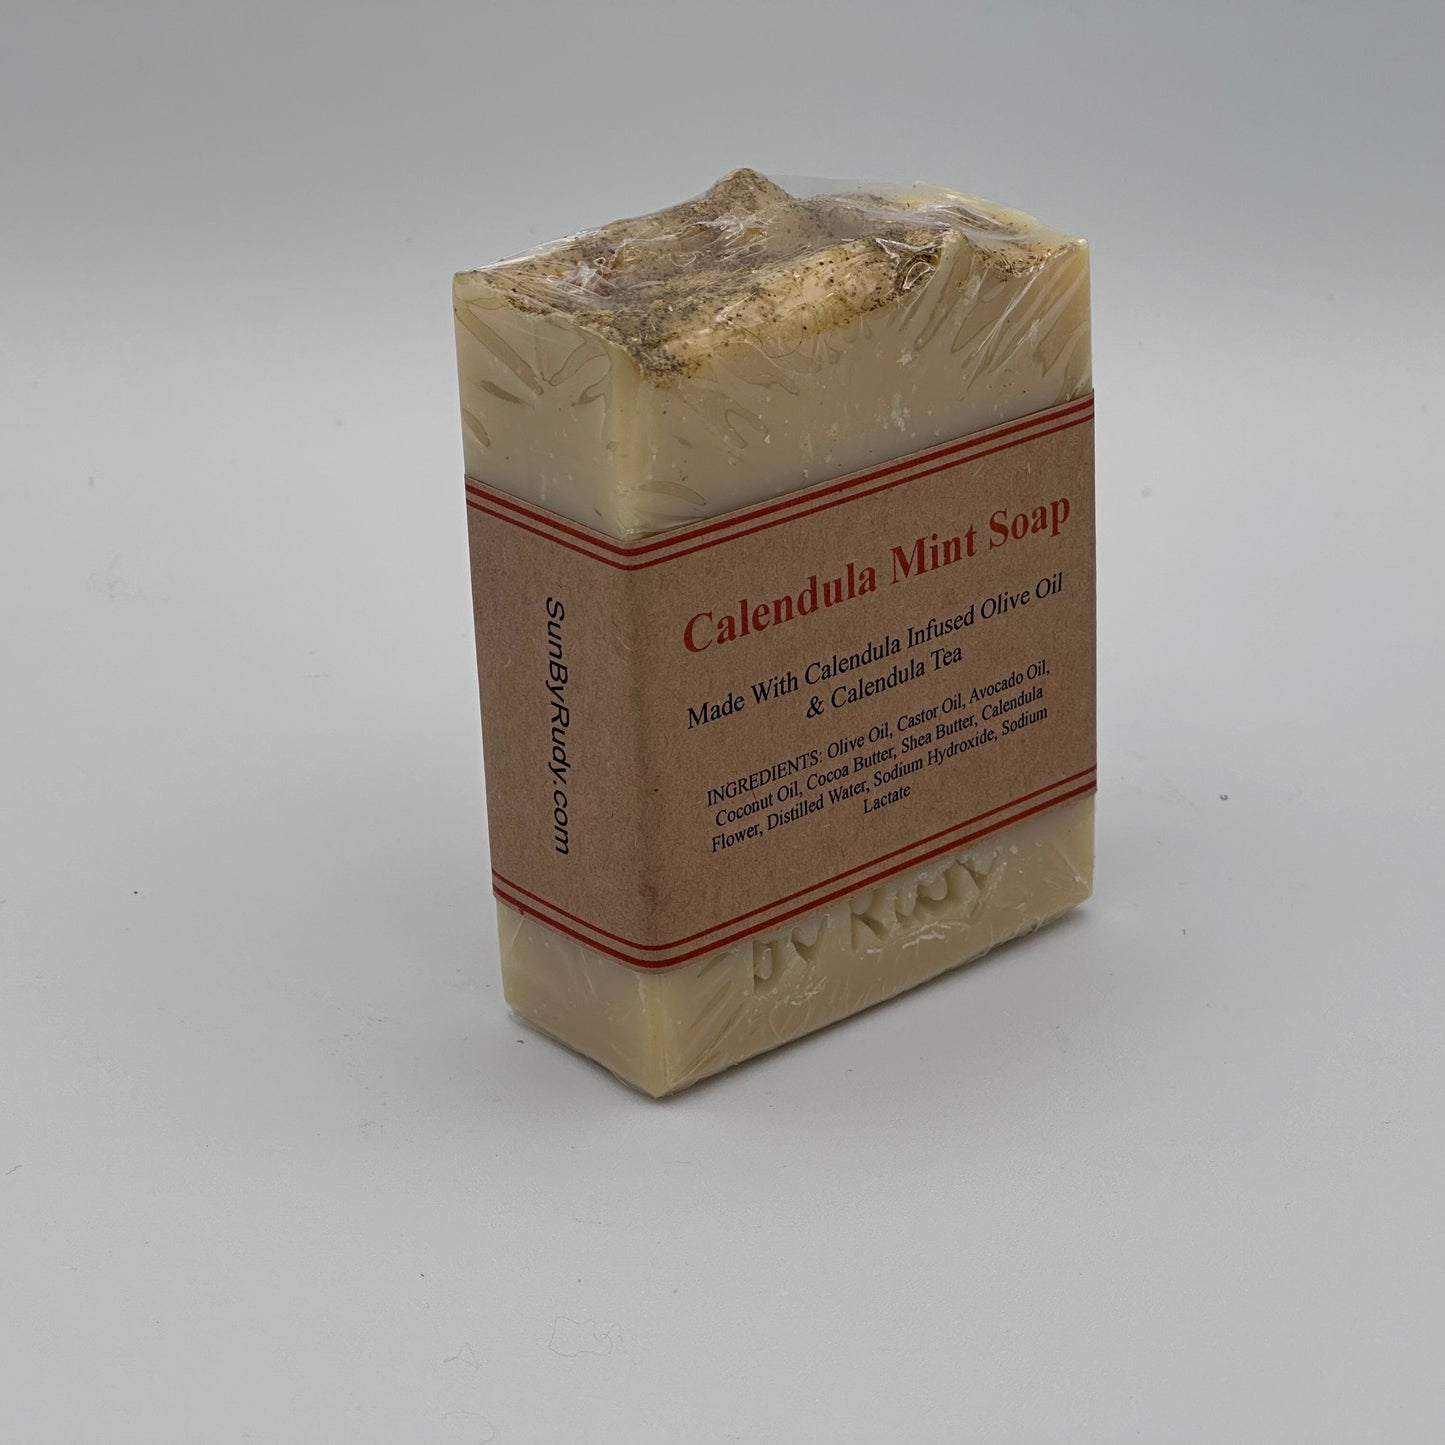 SunByRudy.com
Calendula Mint Soap
Made With Calendula Infused Olive Oil
& Calendula Tea
INGREDIENTS: Olive Oil, Castor Oil, Avocado Oil,
Coconut Oil, Cocoa Butter, Shea Butter, Calendula
Flower, Distilled Water, Sodium Hydroxide, Sodium
Lactate
by Rudy